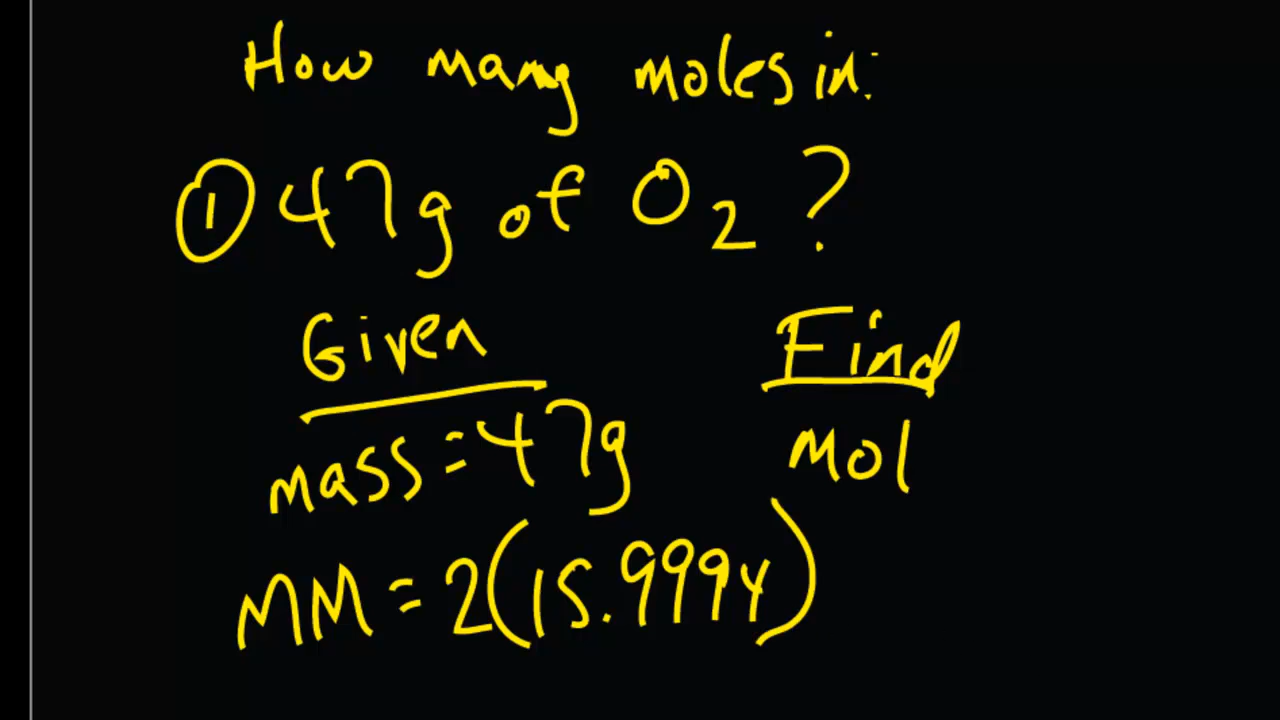 How many moles in:
① 47g of O₂ ?
Given Find
mass = 47g mol
MM = 2(15.9994)